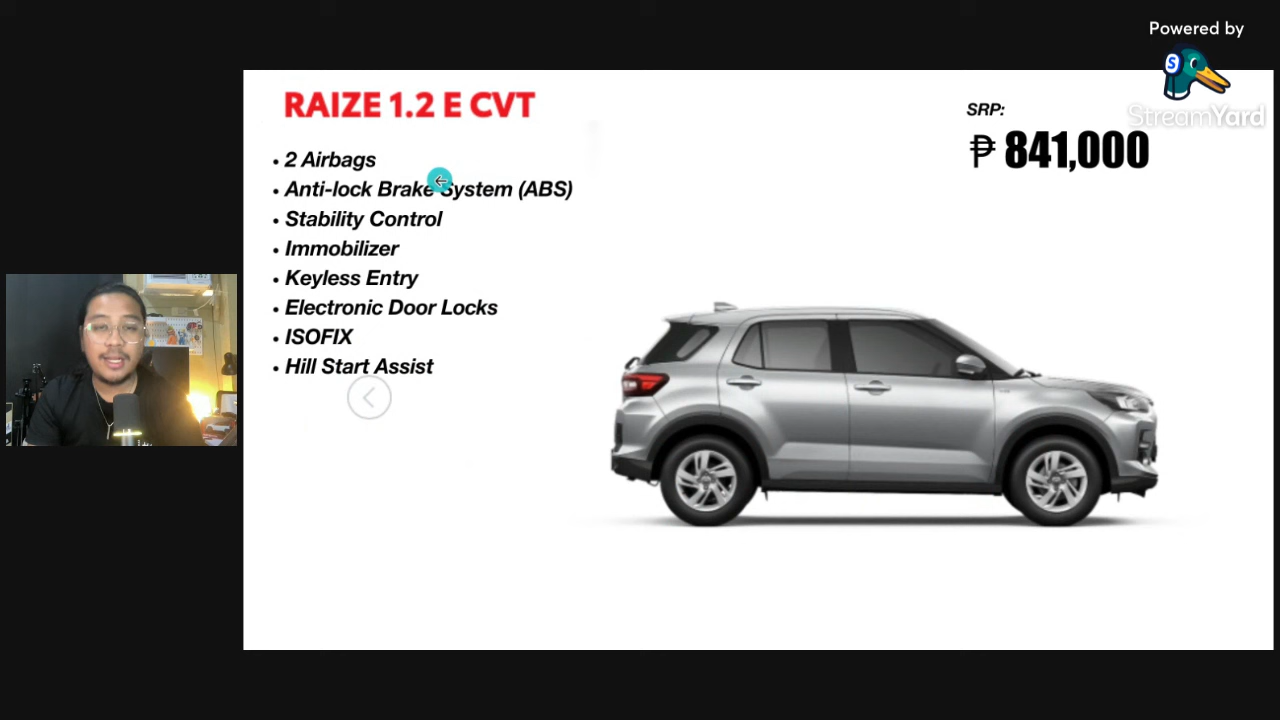 Powered by
StreamYard
RAIZE 1.2 E CVT
SRP:
₱ 841,000
• 2 Airbags
• Anti-lock Brake System (ABS)
• Stability Control
• Immobilizer
• Keyless Entry
• Electronic Door Locks
• ISOFIX
• Hill Start Assist